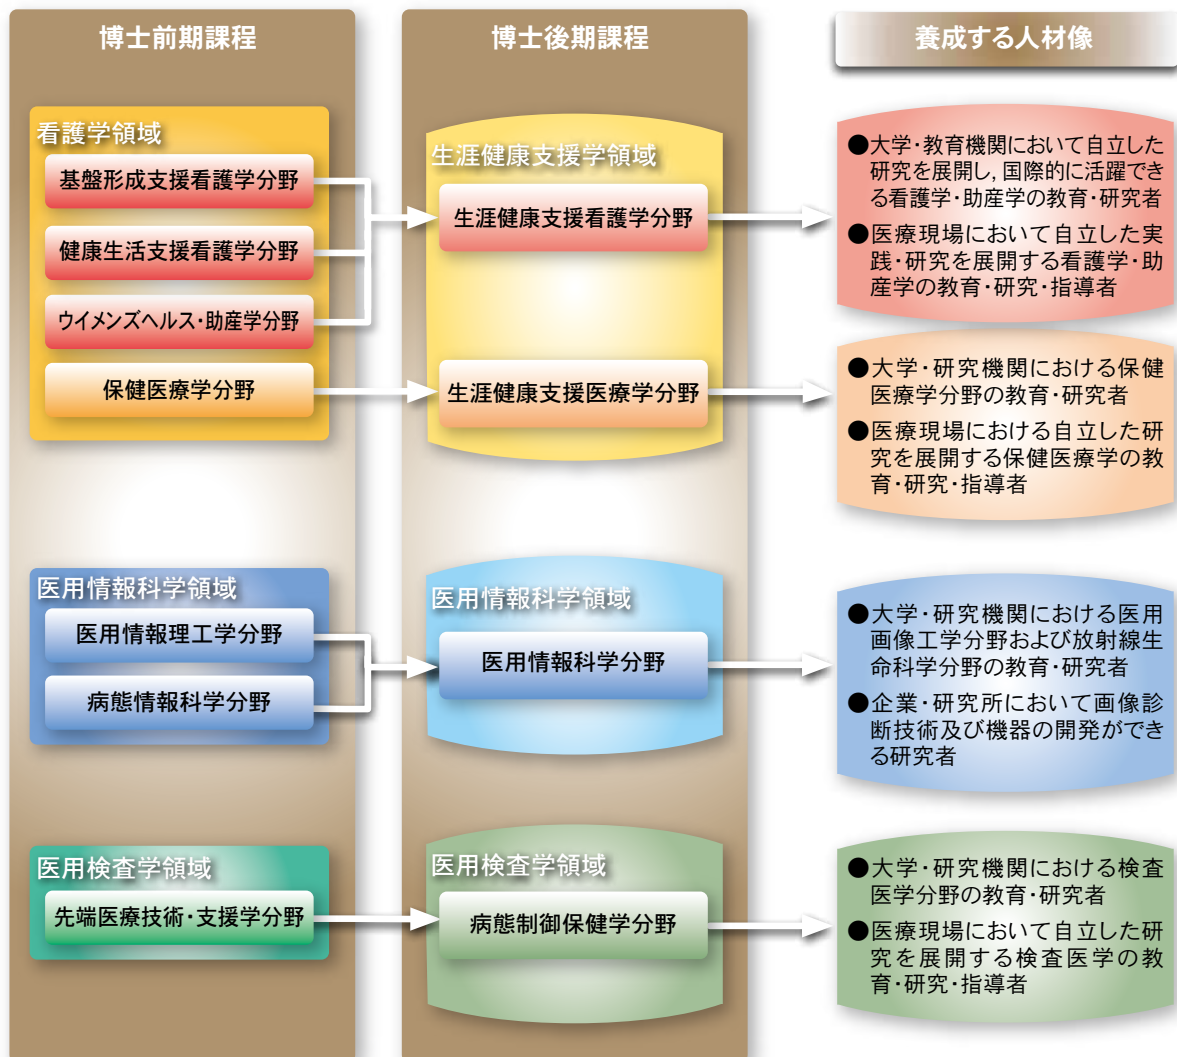 博士前期課程
博士後期課程
養成する人材像
看護学領域
基盤形成支援看護学分野
健康生活支援看護学分野
ウイメンズヘルス・助産学分野
保健医療学分野
生涯健康支援学領域
生涯健康支援看護学分野
生涯健康支援医療学分野
●大学・教育機関において自立した
研究を展開し,国際的に活躍でき
る看護学・助産学の教育・研究者
●医療現場において自立した実
践・研究を展開する看護学・助
産学の教育・研究・指導者
●大学・研究機関における保健
医療学分野の教育・研究者
●医療現場における自立した研
究を展開する保健医療学の教
育・研究・指導者
医用情報科学領域
医用情報理工学分野
病態情報科学分野
医用情報科学領域
医用情報科学分野
●大学・研究機関における医用
画像工学分野および放射線生
命科学分野の教育・研究者
●企業・研究所において画像診
断技術及び機器の開発ができ
る研究者
医用検査学領域
先端医療技術・支援学分野
医用検査学領域
病態制御保健学分野
●大学・研究機関における検査
医学分野の教育・研究者
●医療現場において自立した研
究を展開する検査医学の教
育・研究・指導者